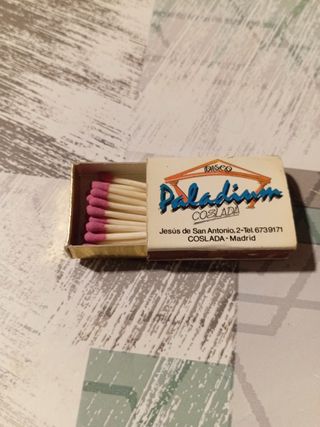 DISCO
Paladium
COSLADA
Jesús de San Antonio, 2-Tel. 6739171
COSLADA - Madrid